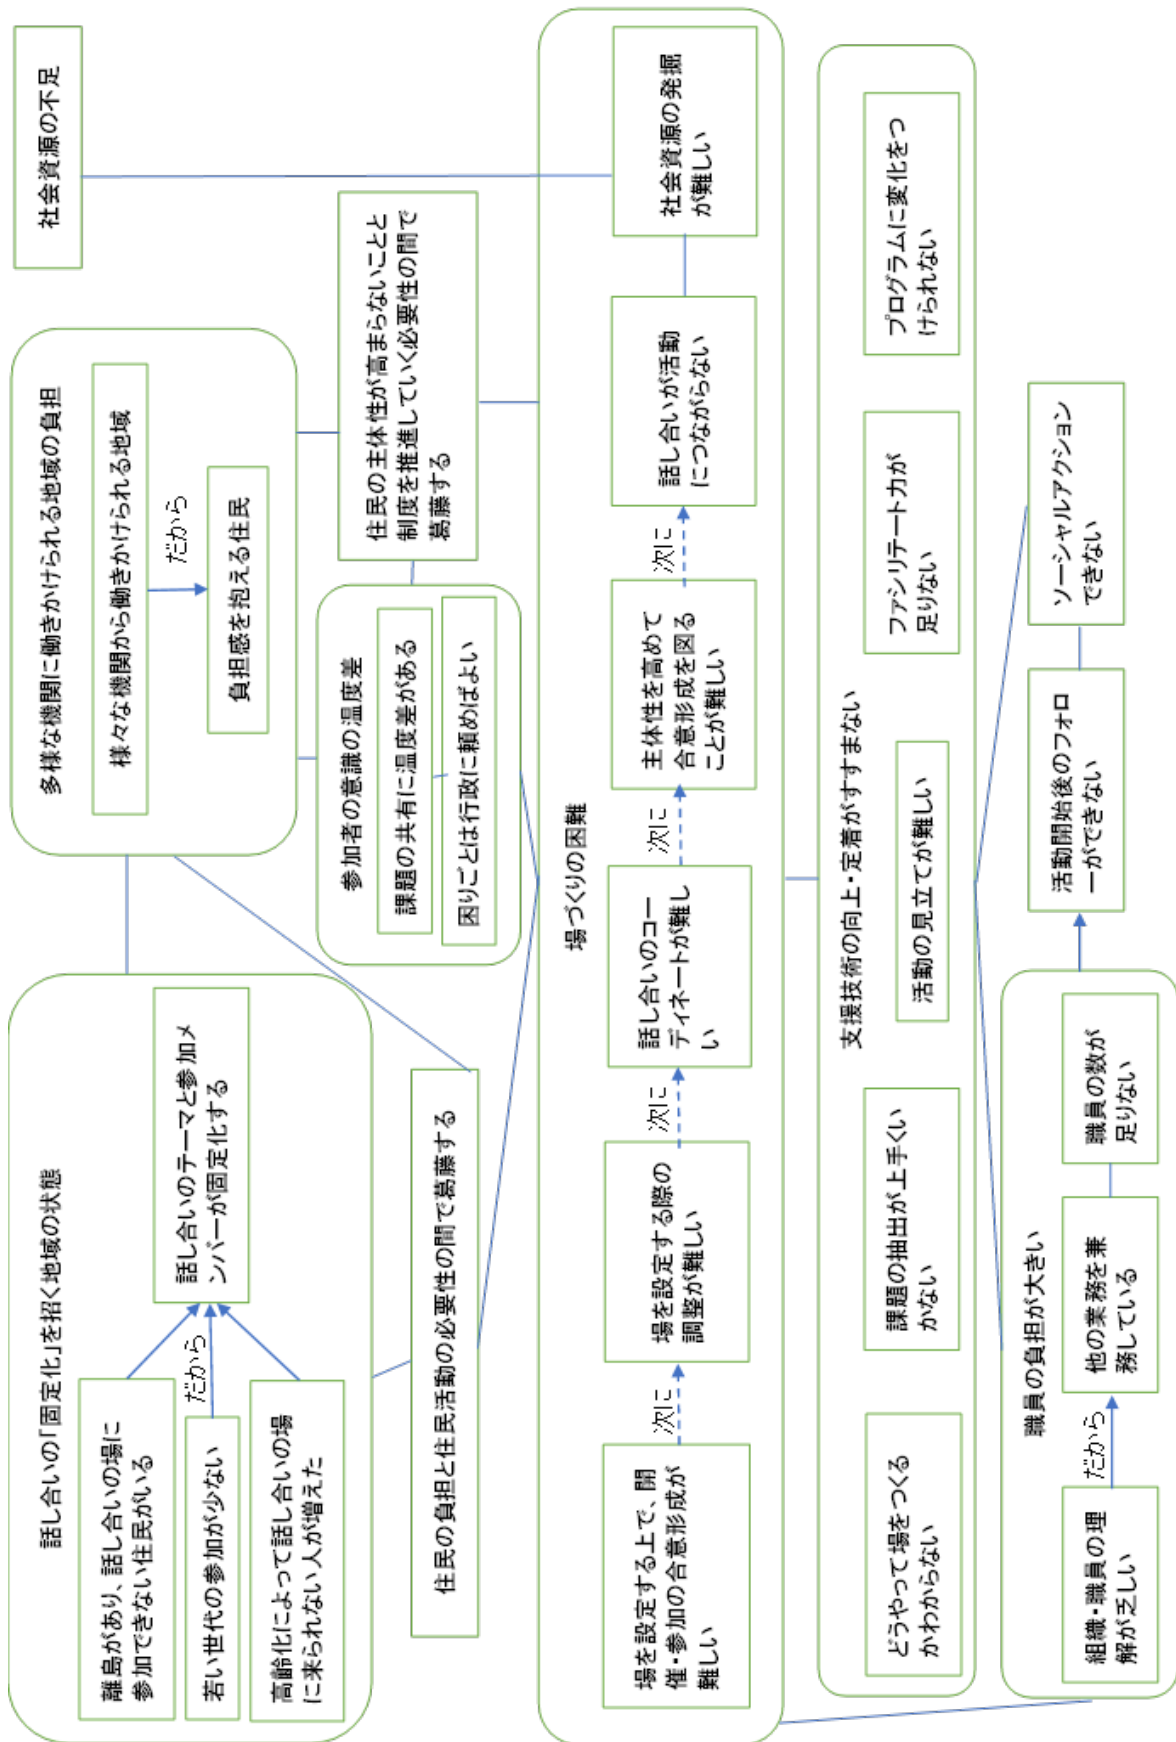 話し合いの「固定化」を招く地域の状態
離島があり、話し合いの場に
参加できない住民がいる
若い世代の参加が少ない
高齢化によって話し合いの場
に来られない人が増えた
だから
話し合いのテーマと参加メ
ンバーが固定化する
多様な機関に働きかけられる地域の負担
様々な機関から働きかけられる地域
だから
負担感を抱える住民
社会資源の不足
参加者の意識の温度差
課題の共有に温度差がある
困りごとは行政に頼めばよい
住民の主体性が高まらないことと
制度を推進していく必要性の間で
葛藤する
住民の負担と住民活動の必要性の間で葛藤する
場づくりの困難
場を設定する上で、開
催・参加の合意形成が
難しい
次に
場を設定する際の
調整が難しい
次に
話し合いのコー
ディネートが難し
い
次に
主体性を高めて
合意形成を図る
ことが難しい
次に
話し合いが活動
につながらない
社会資源の発掘
が難しい
支援技術の向上・定着がすすまない
どうやって場をつくる
かわからない
課題の抽出が上手くい
かない
活動の見立てが難しい
ファシリテート力が
足りない
プログラムに変化をつ
けられない
職員の負担が大きい
組織・職員の理
解が乏しい
だから
他の業務を兼
務している
職員の数が
足りない
活動開始後のフォロ
ーができない
ソーシャルアクション
できない